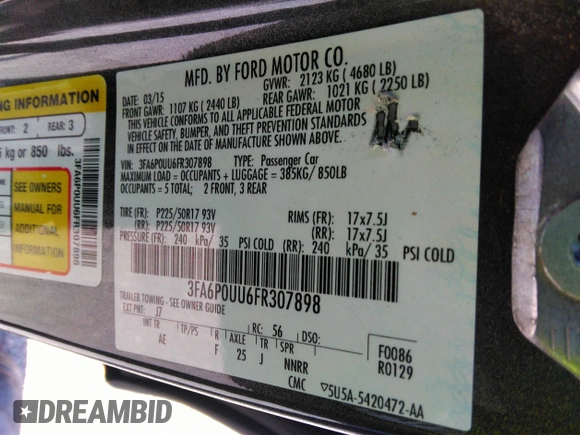 NG INFORMATION
FRONT: 2 REAR: 3
kg or 850 lbs.
SEE OWNERS
MANUAL FOR
ADDITIONAL
INFORMATION
3FA6P0UU6FR307898
MFD. BY FORD MOTOR CO.
DATE: 03/15 GVWR: 2123 KG ( 4680 LB)
FRONT GAWR: 1107 KG ( 2440 LB) REAR GAWR: 1021 KG ( 2250 LB)
THIS VEHICLE CONFORMS TO ALL APPLICABLE FEDERAL MOTOR
VEHICLE SAFETY, BUMPER, AND THEFT PREVENTION STANDARDS
IN EFFECT ON THE DATE OF MANUFACTURE SHOWN ABOVE.
VIN: 3FA6P0UU6FR307898 TYPE: Passenger Car
MAXIMUM LOAD = OCCUPANTS + LUGGAGE = 385KG/ 850LB
OCCUPANTS = 5 TOTAL; 2 FRONT, 3 REAR
TIRE (FR): P225/50R17 93V RIMS (FR): 17x7.5J
(RR): P225/50R17 93V (RR): 17x7.5J
PRESSURE (FR): 240 kPa/ 35 PSI COLD (RR): 240 kPa/ 35 PSI COLD
3FA6P0UU6FR307898
TRAILER TOWING - SEE OWNER GUIDE
EXT PNT: J7 RC: 56 DSO:
INT TR TP/PS R AXLE TR SPR
AE F 25 J NNRR
CMC
F0086
R0129
5U5A-5420472-AA
DREAMBID